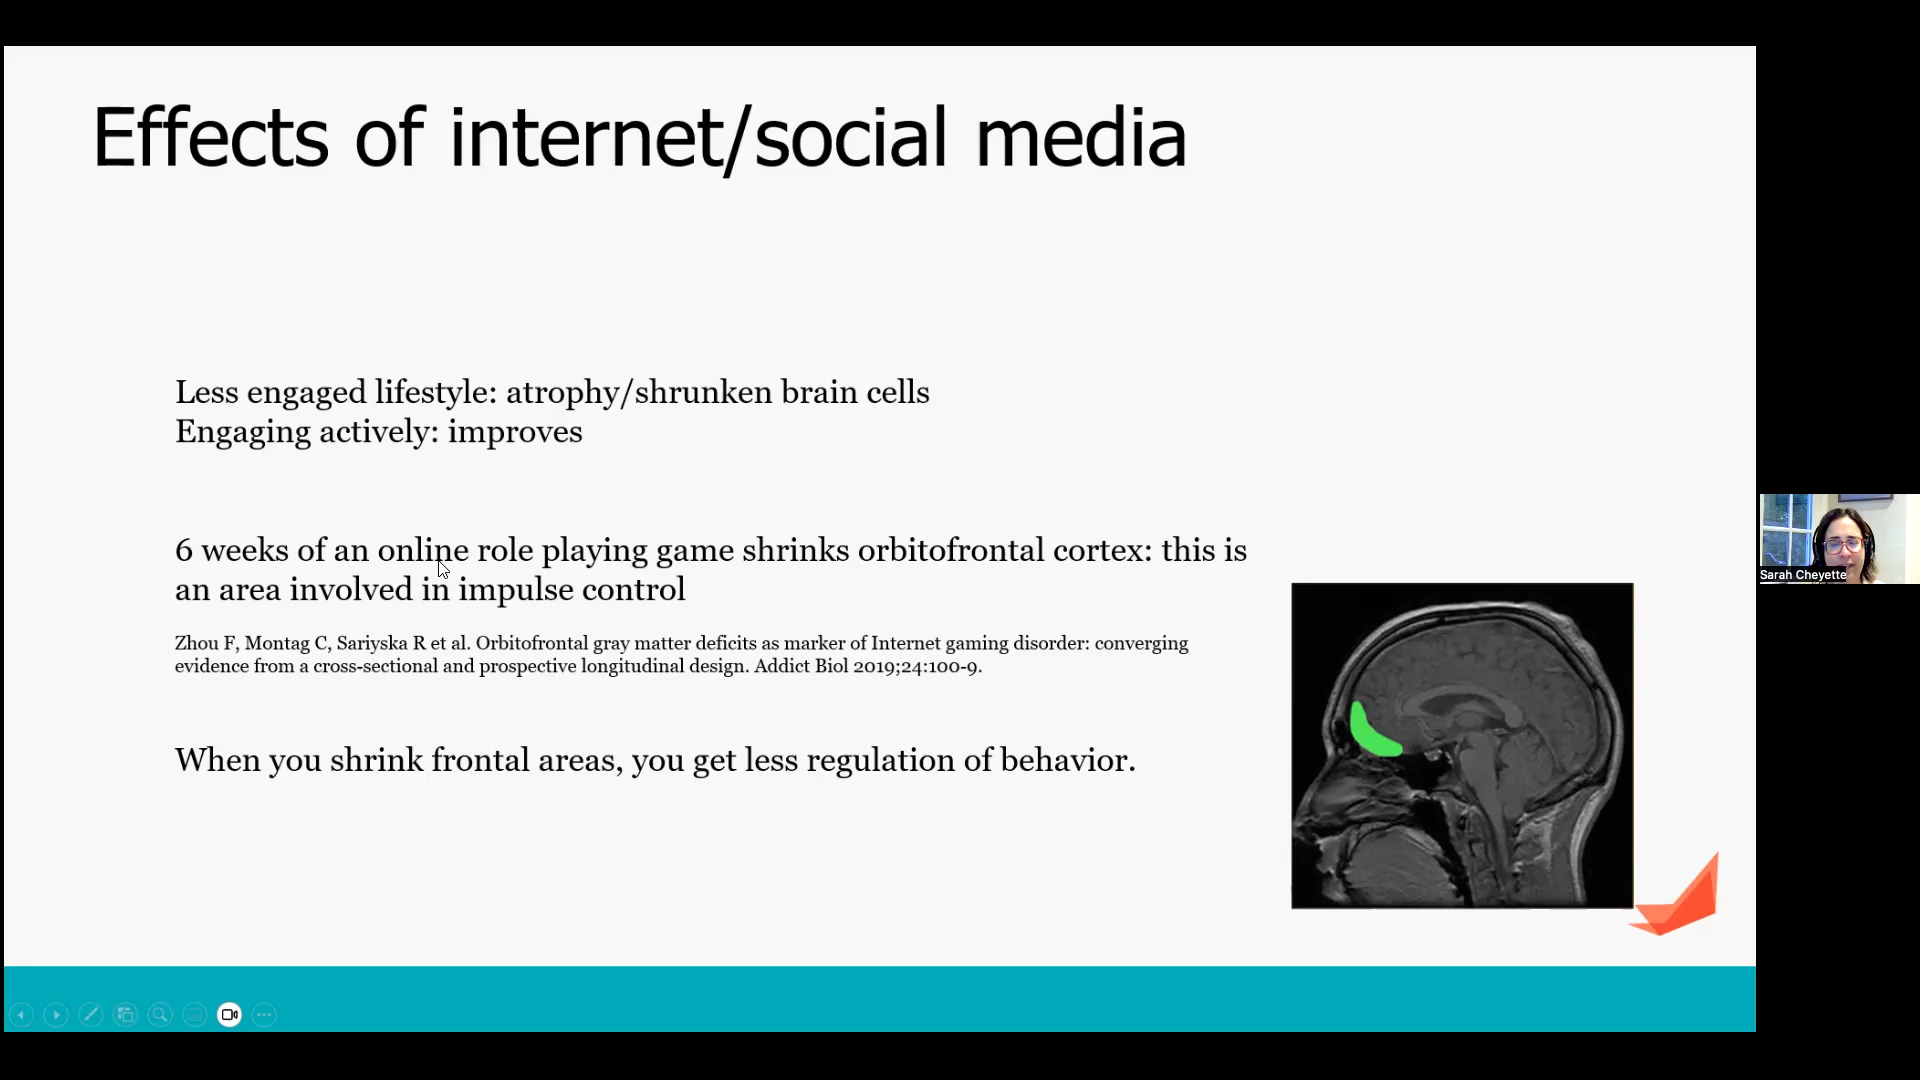 Effects of internet/social media
Less engaged lifestyle: atrophy/shrunken brain cells
Engaging actively: improves
6 weeks of an online role playing game shrinks orbitofrontal cortex: this is
an area involved in impulse control
Zhou F, Montag C, Sariyska R et al. Orbitofrontal gray matter deficits as marker of Internet gaming disorder: converging
evidence from a cross-sectional and prospective longitudinal design. Addict Biol 2019;24:100-9.
When you shrink frontal areas, you get less regulation of behavior.
Sarah Cheyette